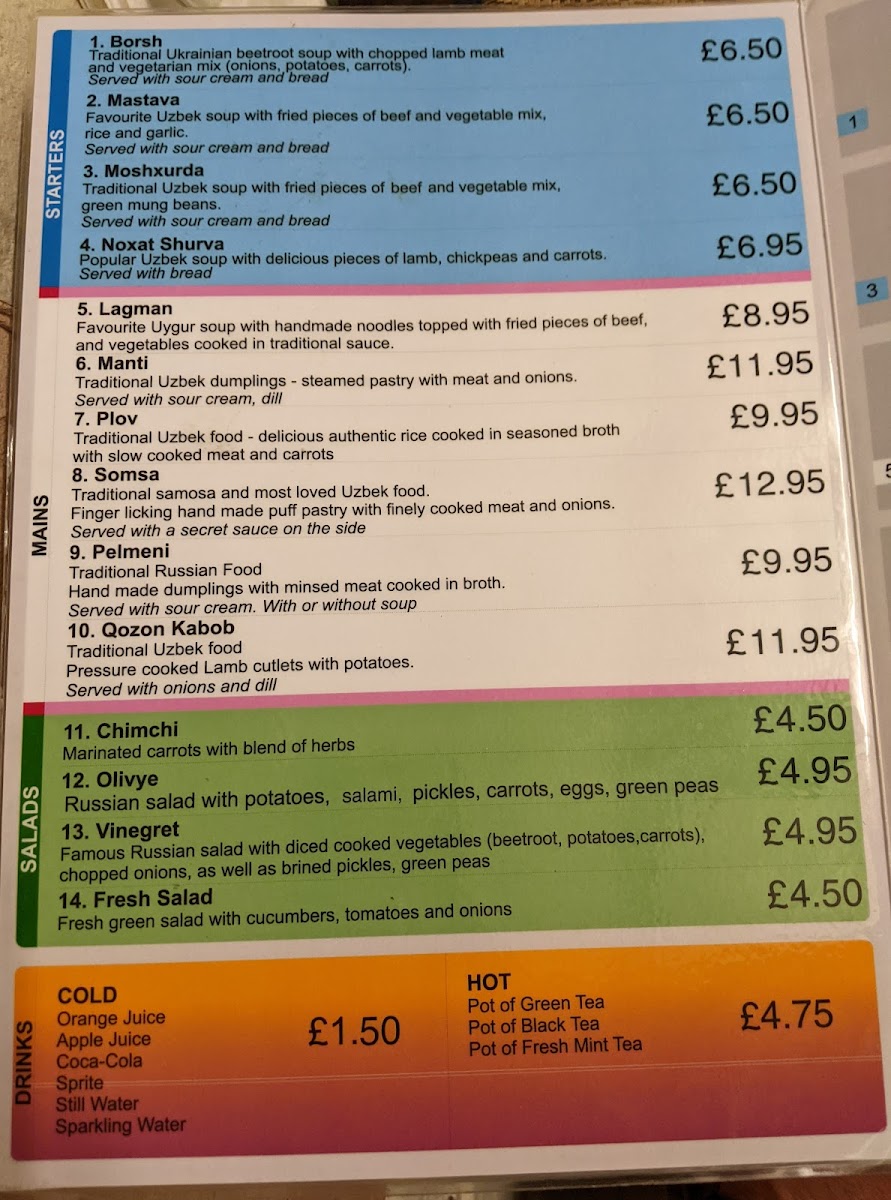 STARTERS
1. Borsh
£6.50
Traditional Ukrainian beetroot soup with chopped lamb meat
and vegetarian mix (onions, potatoes, carrots).
Served with sour cream and bread
2. Mastava
£6.50
Favourite Uzbek soup with fried pieces of beef and vegetable mix,
rice and garlic.
Served with sour cream and bread
3. Moshxurda
£6.50
Traditional Uzbek soup with fried pieces of beef and vegetable mix,
green mung beans.
Served with sour cream and bread
4. Noxat Shurva
£6.95
Popular Uzbek soup with delicious pieces of lamb, chickpeas and carrots.
Served with bread
MAINS
5. Lagman
£8.95
Favourite Uygur soup with handmade noodles topped with fried pieces of beef,
and vegetables cooked in traditional sauce.
6. Manti
£11.95
Traditional Uzbek dumplings - steamed pastry with meat and onions.
Served with sour cream, dill
7. Plov
£9.95
Traditional Uzbek food - delicious authentic rice cooked in seasoned broth
with slow cooked meat and carrots
8. Somsa
£12.95
Traditional samosa and most loved Uzbek food.
Finger licking hand made puff pastry with finely cooked meat and onions.
Served with a secret sauce on the side
9. Pelmeni
£9.95
Traditional Russian Food
Hand made dumplings with minsed meat cooked in broth.
Served with sour cream. With or without soup
10. Qozon Kabob
£11.95
Traditional Uzbek food
Pressure cooked Lamb cutlets with potatoes.
Served with onions and dill
SALADS
11. Chimchi
£4.50
Marinated carrots with blend of herbs
12. Olivye
£4.95
Russian salad with potatoes, salami, pickles, carrots, eggs, green peas
13. Vinegret
£4.95
Famous Russian salad with diced cooked vegetables (beetroot, potatoes,carrots),
chopped onions, as well as brined pickles, green peas
14. Fresh Salad
£4.50
Fresh green salad with cucumbers, tomatoes and onions
DRINKS
COLD
Orange Juice
Apple Juice
Coca-Cola
Sprite
Still Water
Sparkling Water
£1.50
HOT
Pot of Green Tea
Pot of Black Tea
Pot of Fresh Mint Tea
£4.75
1
3
5